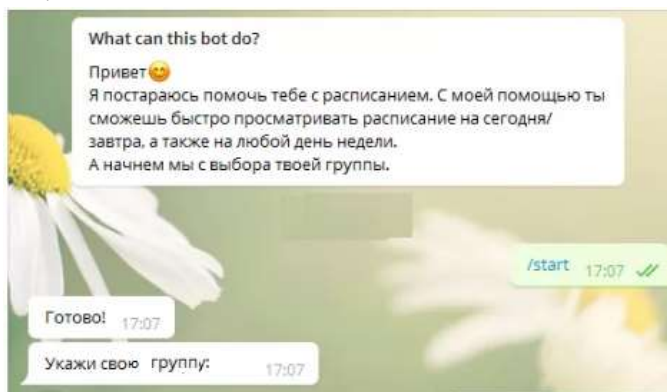 What can this bot do?
Привет😊
Я постараюсь помочь тебе с расписанием. С моей помощью ты
сможешь быстро просматривать расписание на сегодня/
завтра, а также на любой день недели.
А начнем мы с выбора твоей группы.
/start 17:07
Готово! 17:07
Укажи свою группу: 17:07